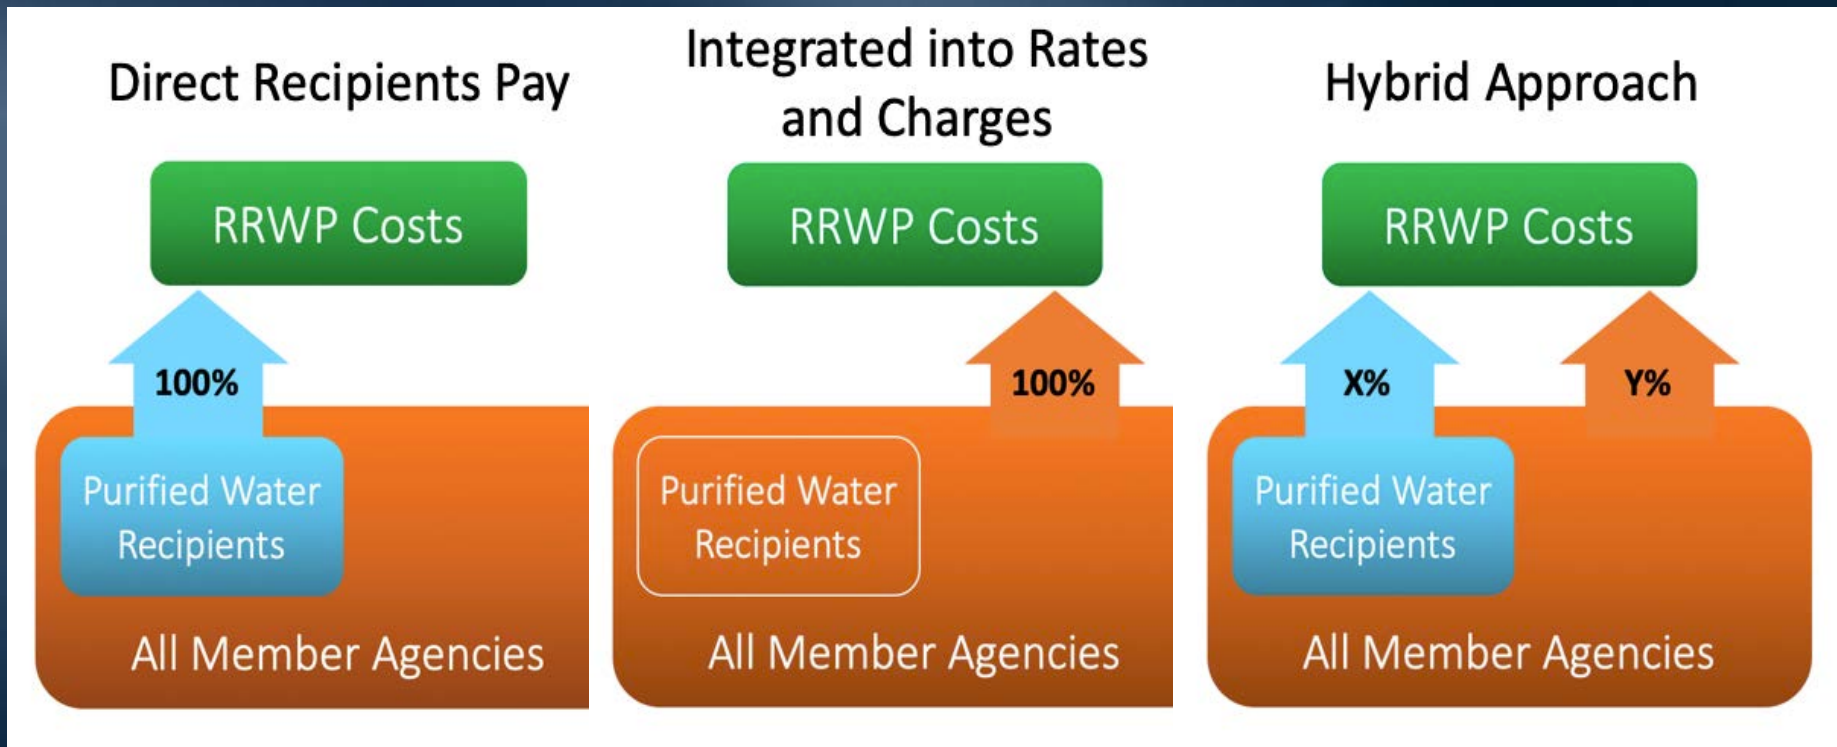 Direct Recipients Pay
RRWP Costs
100%
Purified Water
Recipients
All Member Agencies
Integrated into Rates
and Charges
RRWP Costs
100%
Purified Water
Recipients
All Member Agencies
Hybrid Approach
RRWP Costs
X%
Y%
Purified Water
Recipients
All Member Agencies